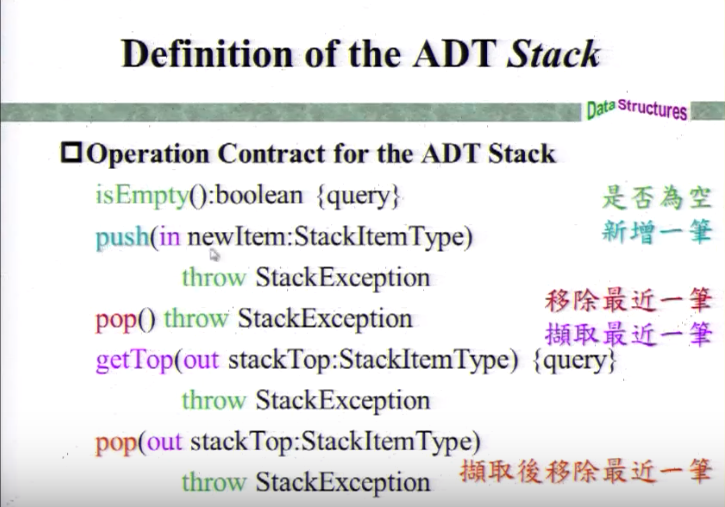 Definition of the ADT Stack
Data Structures
Operation Contract for the ADT Stack
isEmpty():boolean {query} 是否為空
push(in newItem:StackItemType) 新增一筆
throw StackException
pop() throw StackException 移除最近一筆
getTop(out stackTop:StackItemType) {query} 擷取最近一筆
throw StackException
pop(out stackTop:StackItemType)
throw StackException 擷取後移除最近一筆